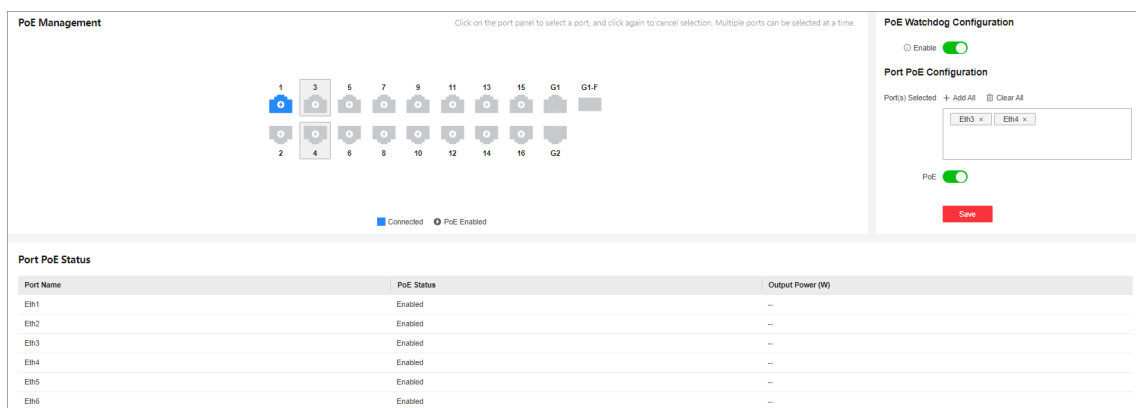 PoE Management
Click on the port panel to select a port, and click again to cancel selection. Multiple ports can be selected at a time.
1 3 5 7 9 11 13 15 G1 G1-F
2 4 6 8 10 12 14 16 G2
Connected PoE Enabled
PoE Watchdog Configuration
Enable
Port PoE Configuration
Port(s) Selected + Add All Clear All
Eth3 × Eth4 ×
PoE
Save
Port PoE Status
Port Name PoE Status Output Power (W)
Eth1 Enabled --
Eth2 Enabled --
Eth3 Enabled --
Eth4 Enabled --
Eth5 Enabled --
Eth6 Enabled --